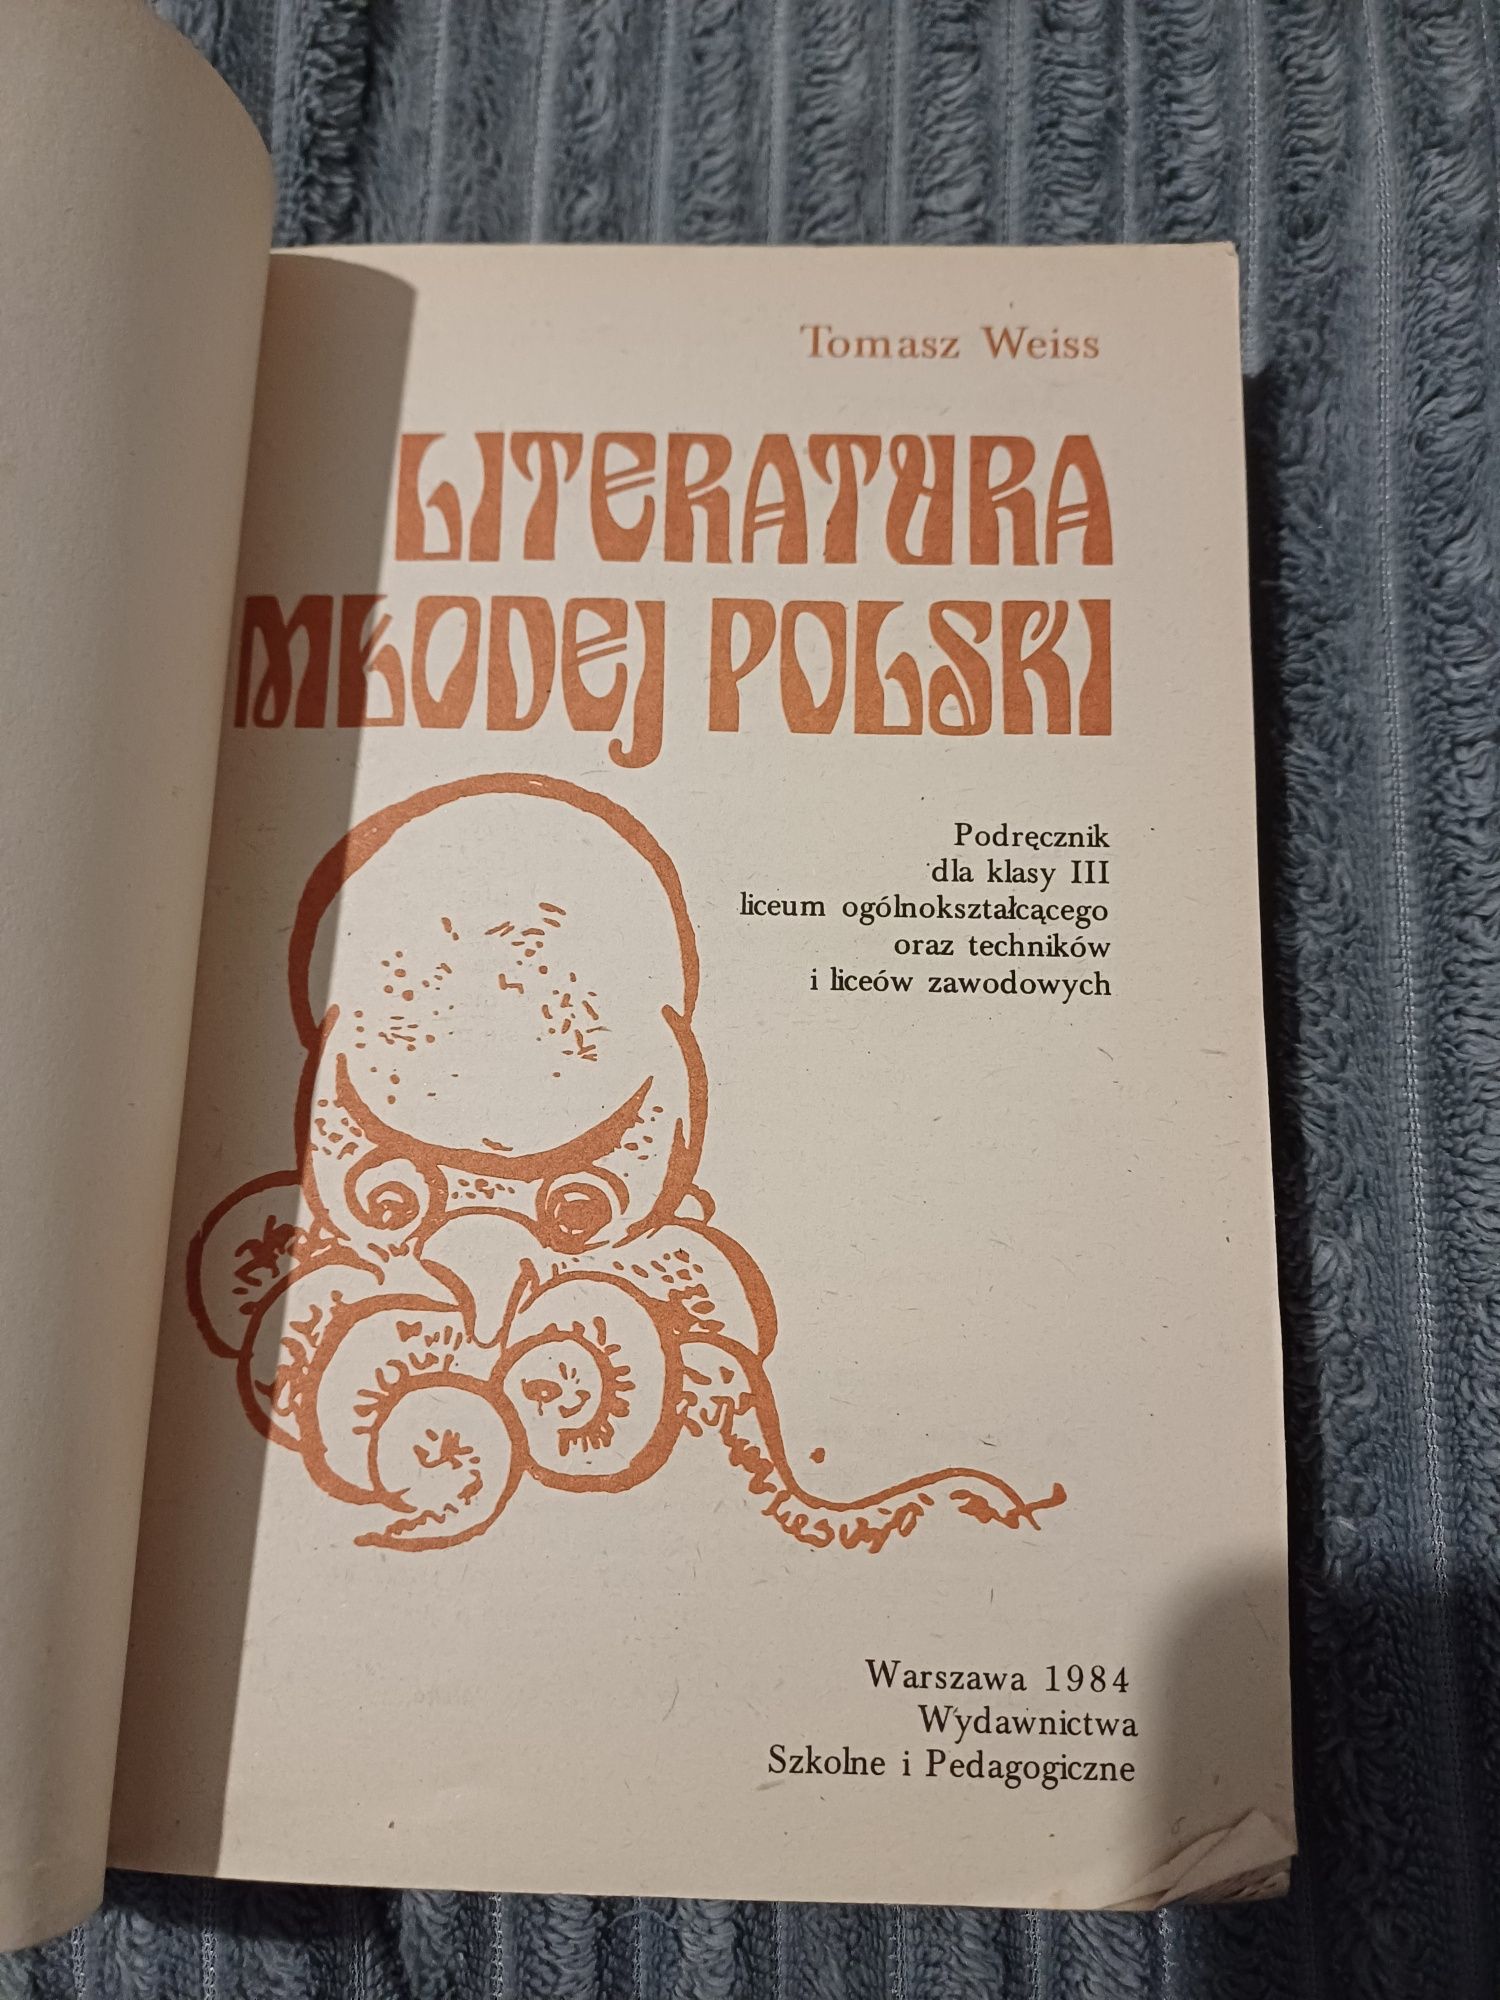 Tomasz Weiss
LITERATURA
MŁODEJ POLSKI
Podręcznik
dla klasy III
liceum ogólnokształcącego
oraz techników
i liceów zawodowych
Warszawa 1984
Wydawnictwa
Szkolne i Pedagogiczne